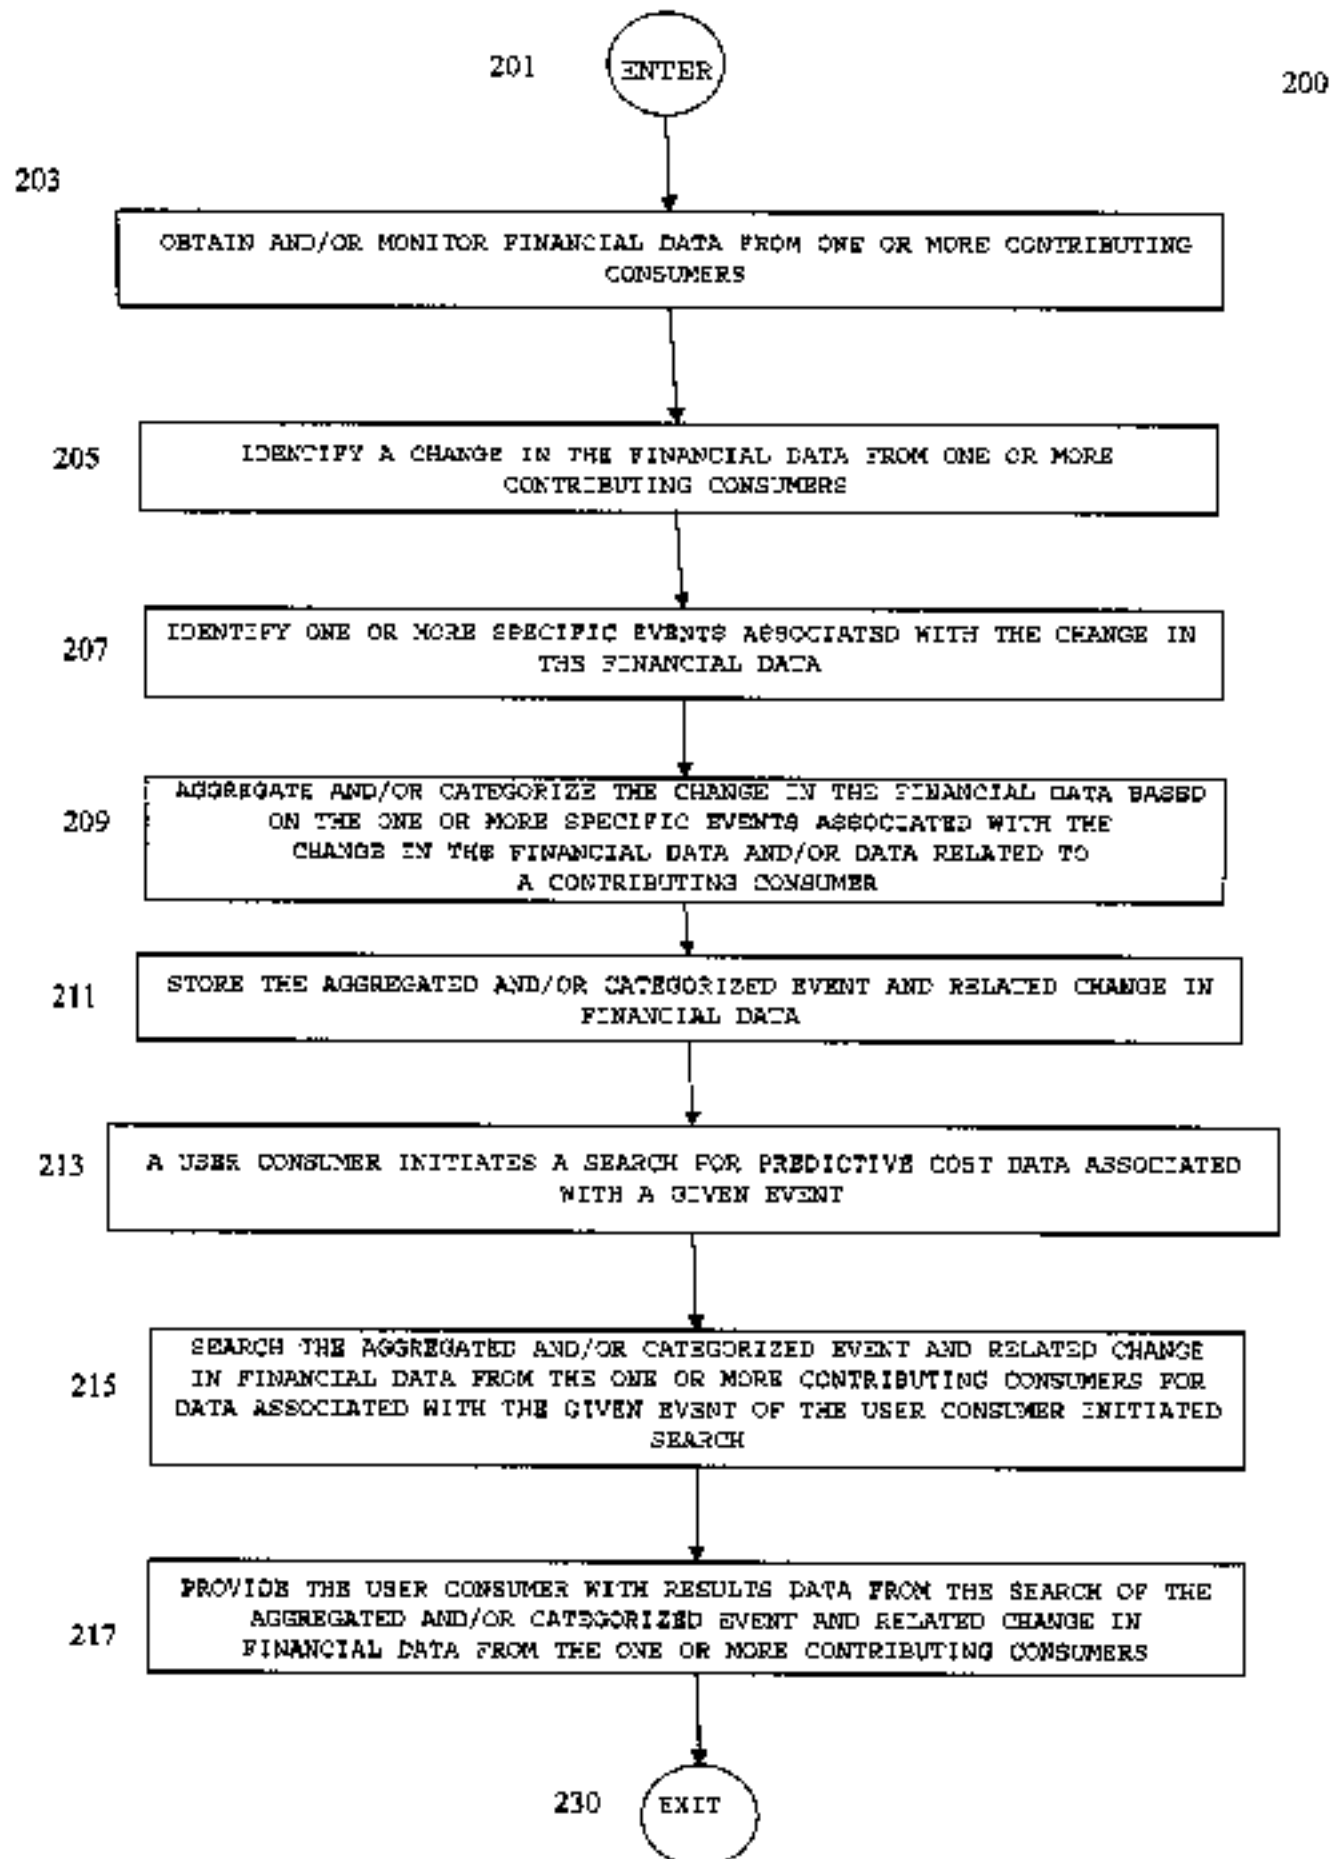 201
ENTER
200
203
OBTAIN AND/OR MONITOR FINANCIAL DATA FROM ONE OR MORE CONTRIBUTING
CONSUMERS
205
IDENTIFY A CHANGE IN THE FINANCIAL DATA FROM ONE OR MORE
CONTRIBUTING CONSUMERS
207
IDENTIFY ONE OR MORE SPECIFIC EVENTS ASSOCIATED WITH THE CHANGE IN
THE FINANCIAL DATA
209
AGGREGATE AND/OR CATEGORIZE THE CHANGE IN THE FINANCIAL DATA BASED
ON THE ONE OR MORE SPECIFIC EVENTS ASSOCIATED WITH THE
CHANGE IN THE FINANCIAL DATA AND/OR DATA RELATED TO
A CONTRIBUTING CONSUMER
211
STORE THE AGGREGATED AND/OR CATEGORIZED EVENT AND RELATED CHANGE IN
FINANCIAL DATA
213
A USER CONSUMER INITIATES A SEARCH FOR PREDICTIVE COST DATA ASSOCIATED
WITH A GIVEN EVENT
215
SEARCH THE AGGREGATED AND/OR CATEGORIZED EVENT AND RELATED CHANGE
IN FINANCIAL DATA FROM THE ONE OR MORE CONTRIBUTING CONSUMERS FOR
DATA ASSOCIATED WITH THE GIVEN EVENT OF THE USER CONSUMER INITIATED
SEARCH
217
PROVIDE THE USER CONSUMER WITH RESULTS DATA FROM THE SEARCH OF THE
AGGREGATED AND/OR CATEGORIZED EVENT AND RELATED CHANGE IN
FINANCIAL DATA FROM THE ONE OR MORE CONTRIBUTING CONSUMERS
230
EXIT